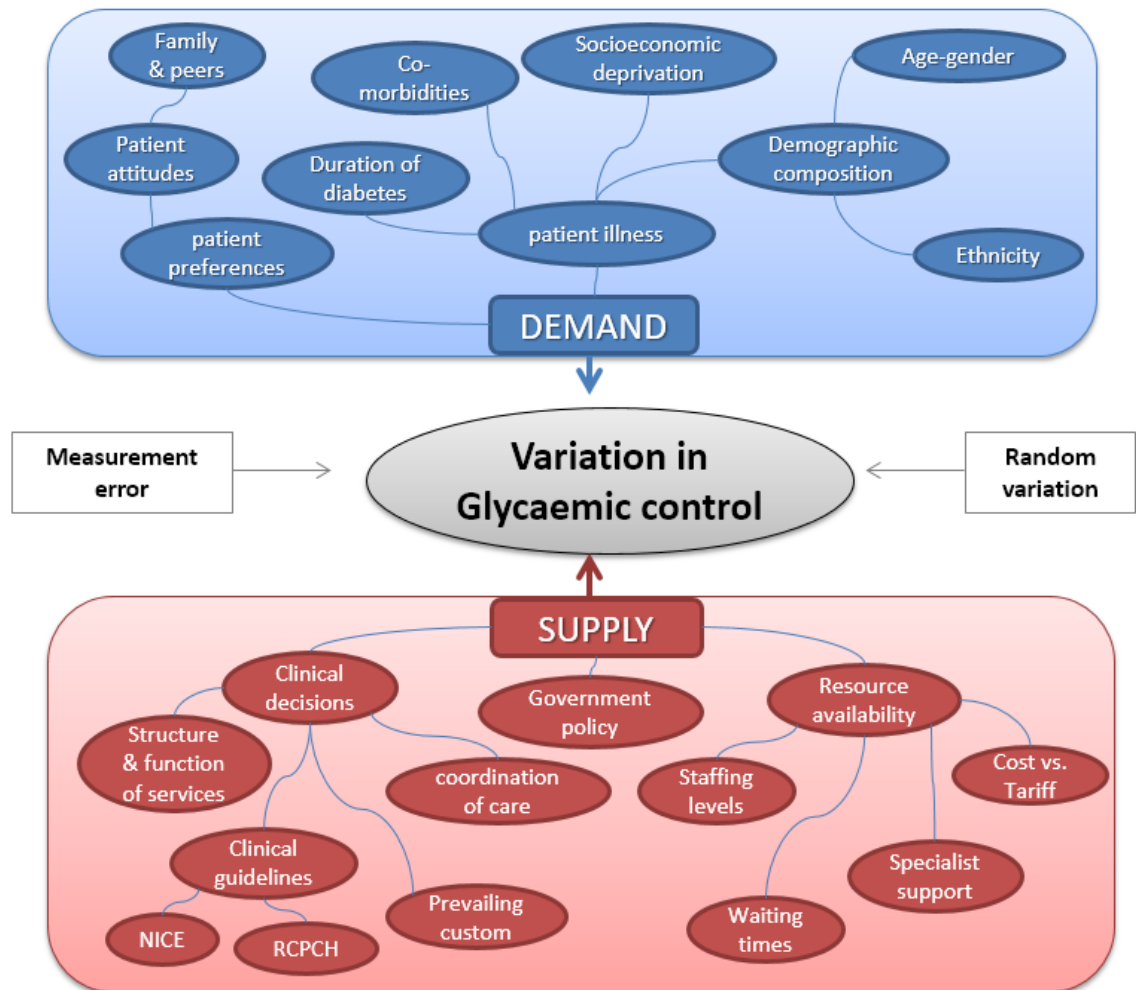 Family
& peers
Co-
morbidities
Socioeconomic
deprivation
Age-gender
Patient
attitudes
Duration of
diabetes
Demographic
composition
patient
preferences
patient illness
Ethnicity
DEMAND
Measurement
error
Variation in
Glycaemic control
Random
variation
SUPPLY
Clinical
decisions
Government
policy
Resource
availability
Structure
& function
of services
coordination
of care
Staffing
levels
Cost vs.
Tariff
Clinical
guidelines
Specialist
support
Prevailing
custom
Waiting
times
NICE
RCPCH